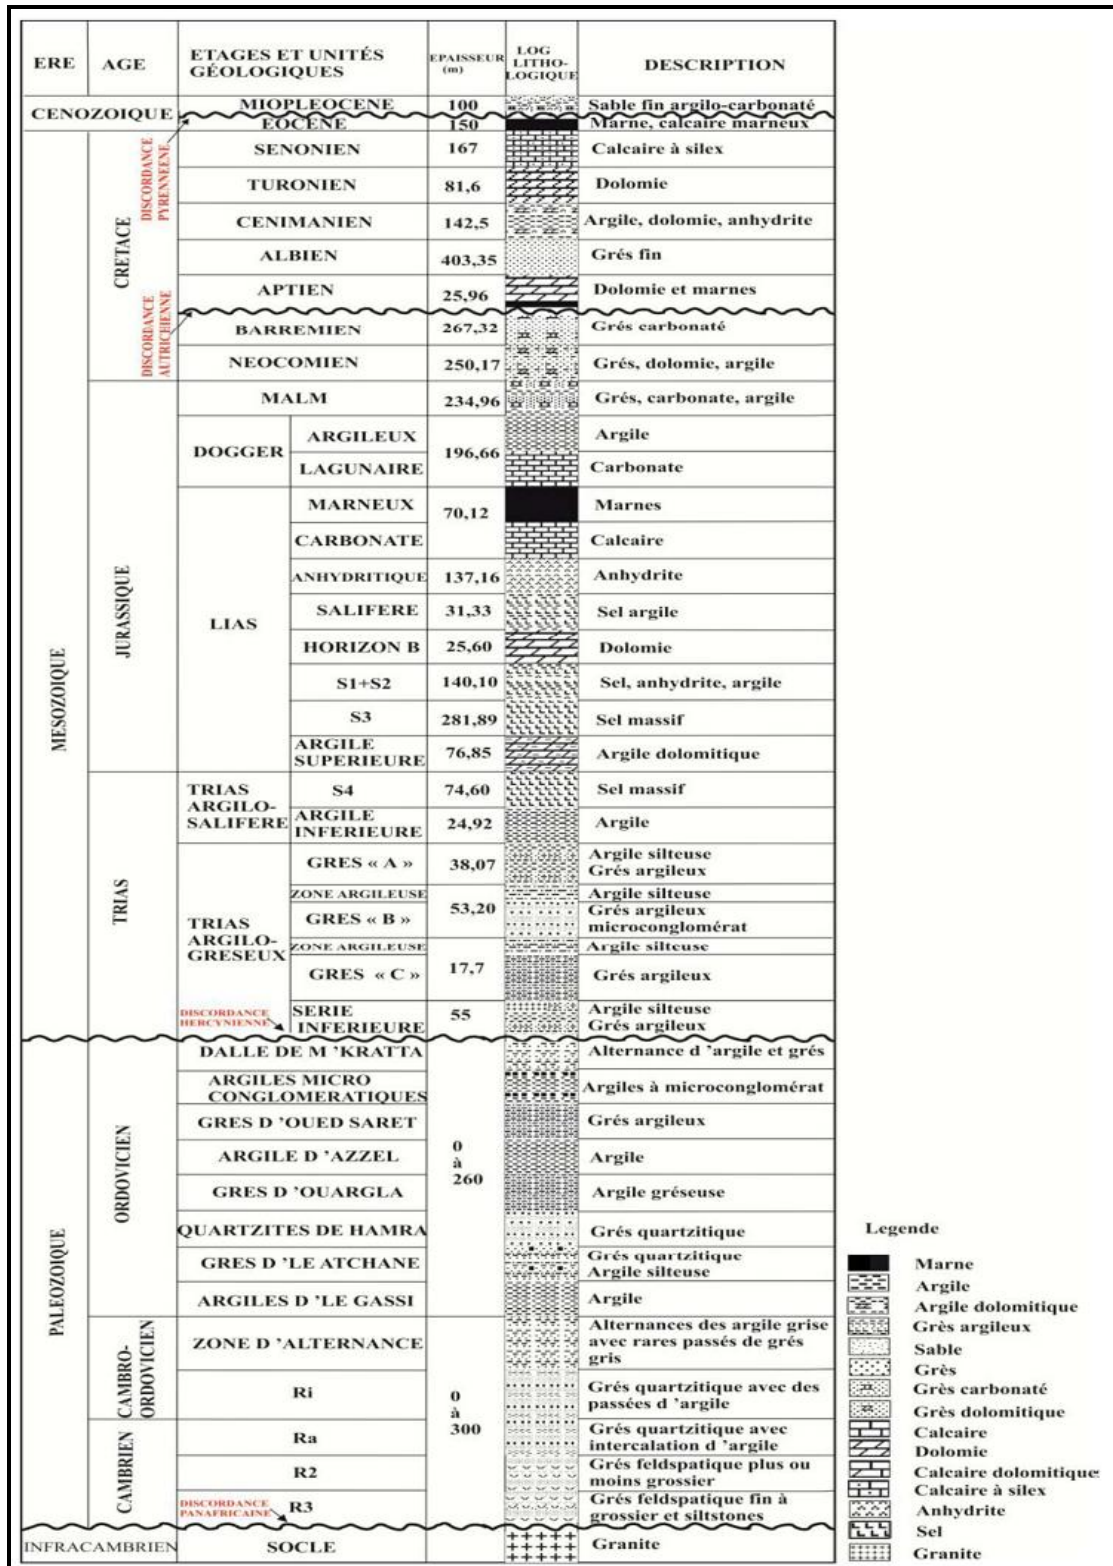 ERE
AGE
ETAGES ET UNITÉS
GÉOLOGIQUES
EPAISSEUR
(m)
LOG
LITHO-
LOGIQUE
DESCRIPTION
CENOZOIQUE
MIOPLEOCENE 100 Sable fin argilo-carbonaté
EOCENE 150 Marne, calcaire marneux
DISCORDANCE
PYRENNEENE
MESOZOIQUE
CRETACE
SENONIEN 167 Calcaire à silex
TURONIEN 81,6 Dolomie
CENIMANIEN 142,5 Argile, dolomie, anhydrite
ALBIEN 403,35 Grés fin
APTIEN 25,96 Dolomie et marnes
DISCORDANCE
AUTRICHIENNE
BARREMIEN 267,32 Grés carbonaté
NEOCOMIEN 250,17 Grés, dolomie, argile
JURASSIQUE
MALM 234,96 Grés, carbonate, argile
DOGGER
ARGILEUX 196,66 Argile
LAGUNAIRE Carbonate
LIAS
MARNEUX 70,12 Marnes
CARBONATE Calcaire
ANHYDRITIQUE 137,16 Anhydrite
SALIFERE 31,33 Sel argile
HORIZON B 25,60 Dolomie
S1+S2 140,10 Sel, anhydrite, argile
S3 281,89 Sel massif
ARGILE
SUPERIEURE 76,85 Argile dolomitique
TRIAS
TRIAS
ARGILO-
SALIFERE
S4 74,60 Sel massif
ARGILE
INFERIEURE 24,92 Argile
TRIAS
ARGILO-
GRESEUX
GRES « A » 38,07 Argile silteuse
Grés argileux
ZONE ARGILEUSE 53,20 Argile silteuse
GRES « B » Grés argileux
microconglomérat
ZONE ARGILEUSE 17,7 Argile silteuse
GRES « C » Grés argileux
DISCORDANCE
HERCYNIENNE
SERIE
INFERIEURE 55 Argile silteuse
Grés argileux
PALEOZOIQUE
ORDOVICIEN
DALLE DE M 'KRATTA Alternance d 'argile et grés
ARGILES MICRO
CONGLOMERATIQUES Argiles à microconglomérat
GRES D 'OUED SARET Grés argileux
0
à
260
ARGILE D 'AZZEL Argile
GRES D 'OUARGLA Argile gréseuse
QUARTZITES DE HAMRA Grés quartzitique
GRES D 'LE ATCHANE Grés quartzitique
Argile silteuse
ARGILES D 'LE GASSI Argile
CAMBRO-
ORDOVICIEN
ZONE D 'ALTERNANCE Alternances des argile grise
avec rares passés de grés
gris
Ri Grés quartzitique avec des
passées d 'argile
0
à
300
CAMBRIEN
Ra Grés quartzitique avec
intercalation d 'argile
R2 Grés feldspatique plus ou
moins grossier
DISCORDANCE
PANAFRICAINE
R3 Grés feldspatique fin à
grossier et siltstones
INFRACAMBRIEN SOCLE Granite
Legende
Marne
Argile
Argile dolomitique
Grès argileux
Sable
Grès
Grès carbonaté
Grès dolomitique
Calcaire
Dolomie
Calcaire dolomitique
Calcaire à silex
Anhydrite
Sel
Granite